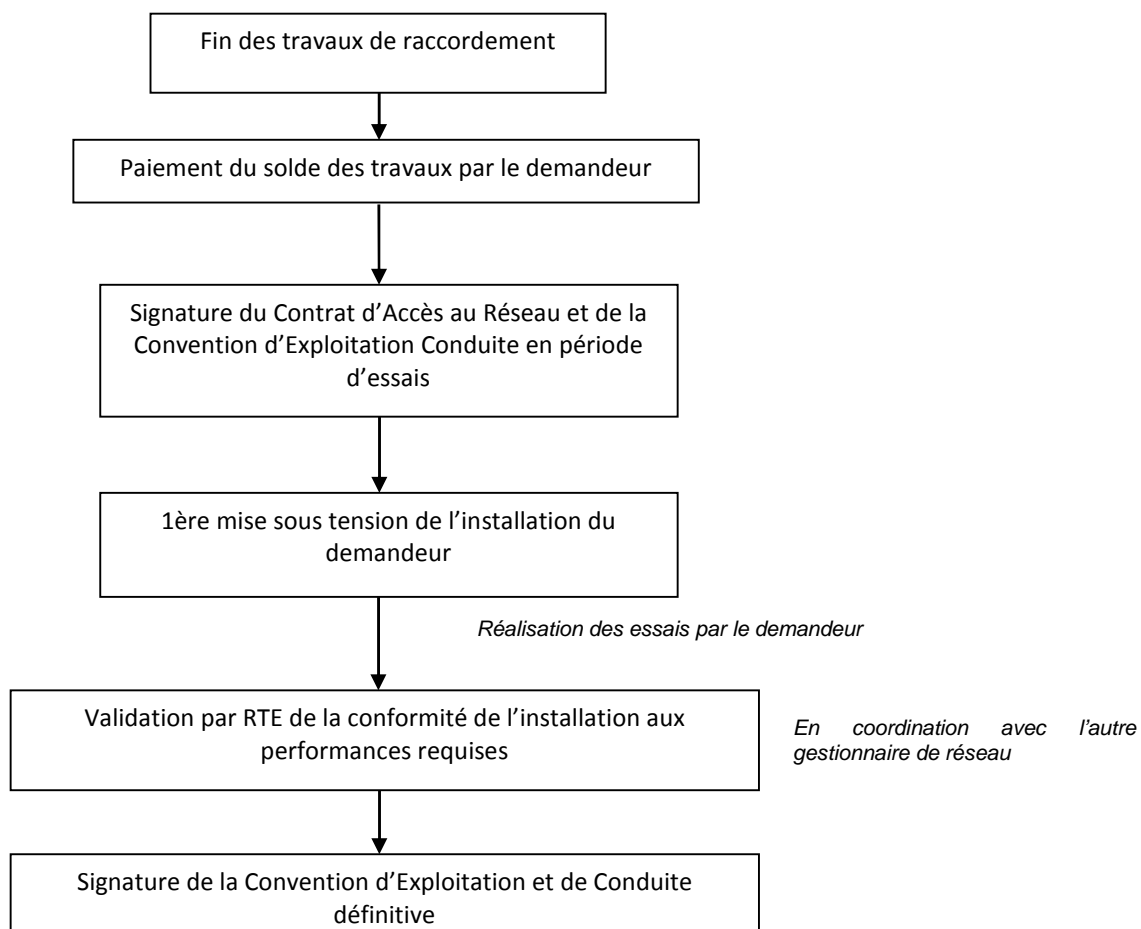 Fin des travaux de raccordement
Paiement du solde des travaux par le demandeur
Signature du Contrat d’Accès au Réseau et de la
Convention d’Exploitation Conduite en période
d’essais
1ère mise sous tension de l’installation du
demandeur
Réalisation des essais par le demandeur
Validation par RTE de la conformité de l’installation aux
performances requises
En coordination avec l’autre
gestionnaire de réseau
Signature de la Convention d’Exploitation et de Conduite
définitive